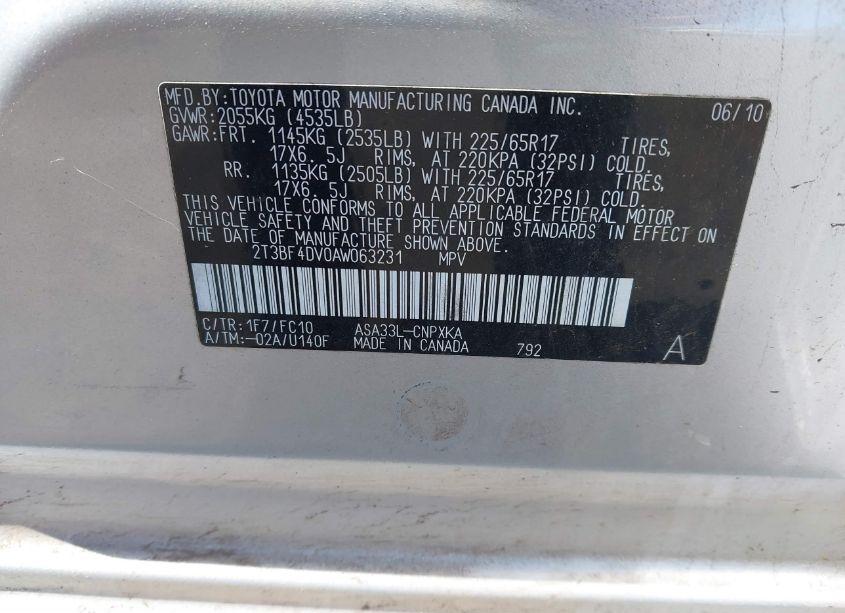 MFD.BY:TOYOTA MOTOR MANUFACTURING CANADA INC. 06/10
GVWR:2055KG (4535LB)
GAWR:FRT. 1145KG (2535LB) WITH 225/65R17 TIRES,
17X6. 5J RIMS, AT 220KPA (32PSI) COLD.
RR. 1135KG (2505LB) WITH 225/65R17 TIRES,
17X6. 5J RIMS, AT 220KPA (32PSI) COLD.
THIS VEHICLE CONFORMS TO ALL APPLICABLE FEDERAL MOTOR
VEHICLE SAFETY AND THEFT PREVENTION STANDARDS IN EFFECT ON
THE DATE OF MANUFACTURE SHOWN ABOVE.
2T3BF4DV0AW063231 MPV
C/TR:1F7/FC10 ASA33L-CNPXKA
A/TM:-02A/U140F MADE IN CANADA 792 A